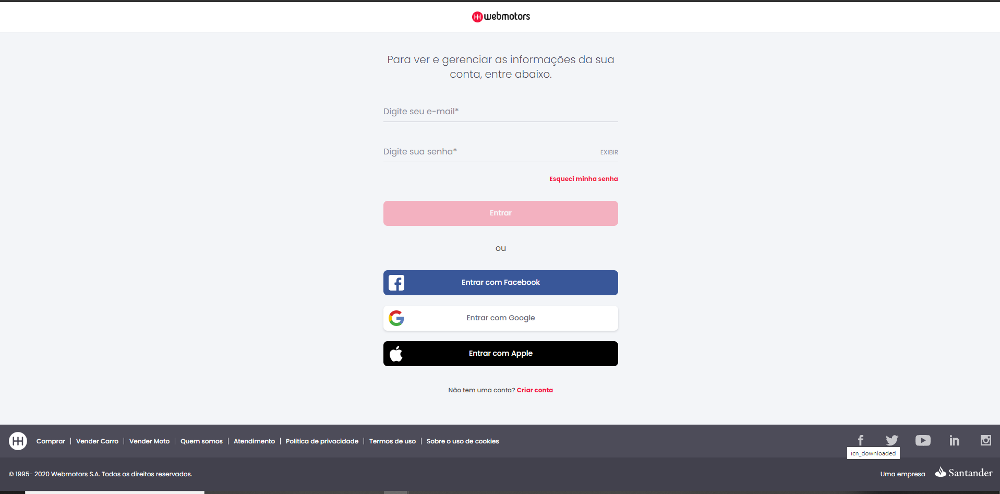 webmotors
Para ver e gerenciar as informações da sua
conta, entre abaixo.
Digite seu e-mail*
Digite sua senha*
EXIBIR
Esqueci minha senha
Entrar
ou
Entrar com Facebook
Entrar com Google
Entrar com Apple
Não tem uma conta? Criar conta
Comprar | Vender Carro | Vender Moto | Quem somos | Atendimento | Politica de privacidade | Termos de uso | Sobre o uso de cookies
icn_downloaded
© 1995- 2020 Webmotors S.A. Todos os direitos reservados.
Uma empresa Santander